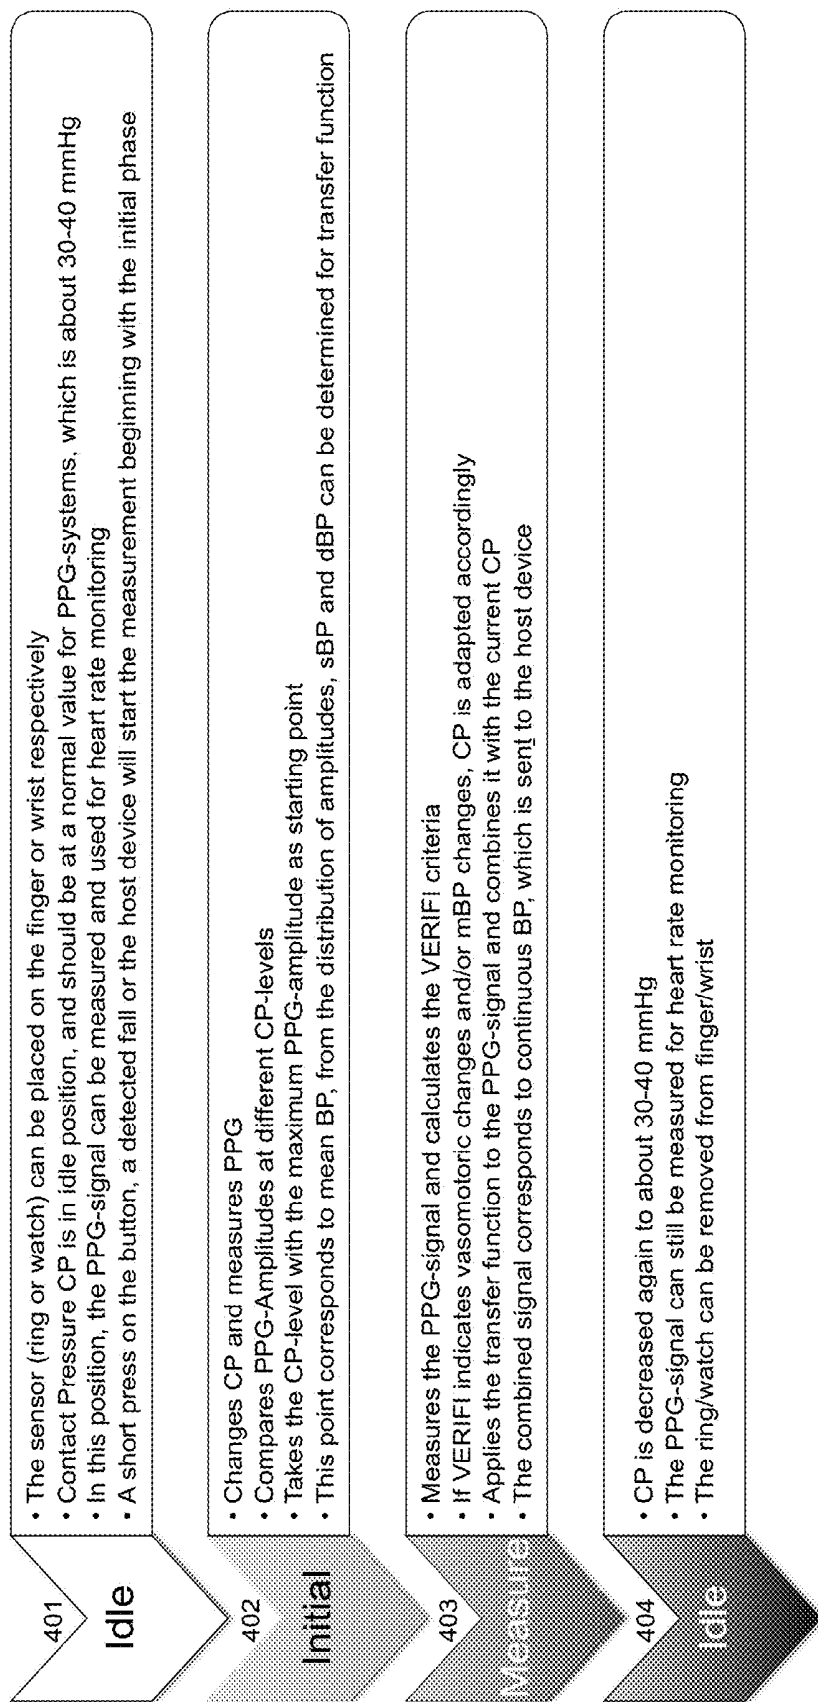 401
Idle
• The sensor (ring or watch) can be placed on the finger or wrist respectively
• Contact Pressure CP is in idle position, and should be at a normal value for PPG-systems, which is about 30-40 mmHg
• In this position, the PPG-signal can be measured and used for heart rate monitoring
• A short press on the button, a detected fall or the host device will start the measurement beginning with the initial phase
402
Initial
• Changes CP and measures PPG
• Compares PPG-Amplitudes at different CP-levels
• Takes the CP-level with the maximum PPG-amplitude as starting point
• This point corresponds to mean BP, from the distribution of amplitudes, sBP and dBP can be determined for transfer function
403
Measure
• Measures the PPG-signal and calculates the VERIFI criteria
• If VERIFI indicates vasomotoric changes and/or mBP changes, CP is adapted accordingly
• Applies the transfer function to the PPG-signal and combines it with the current CP
• The combined signal corresponds to continuous BP, which is sent to the host device
404
Idle
• CP is decreased again to about 30-40 mmHg
• The PPG-signal can still be measured for heart rate monitoring
• The ring/watch can be removed from finger/wrist